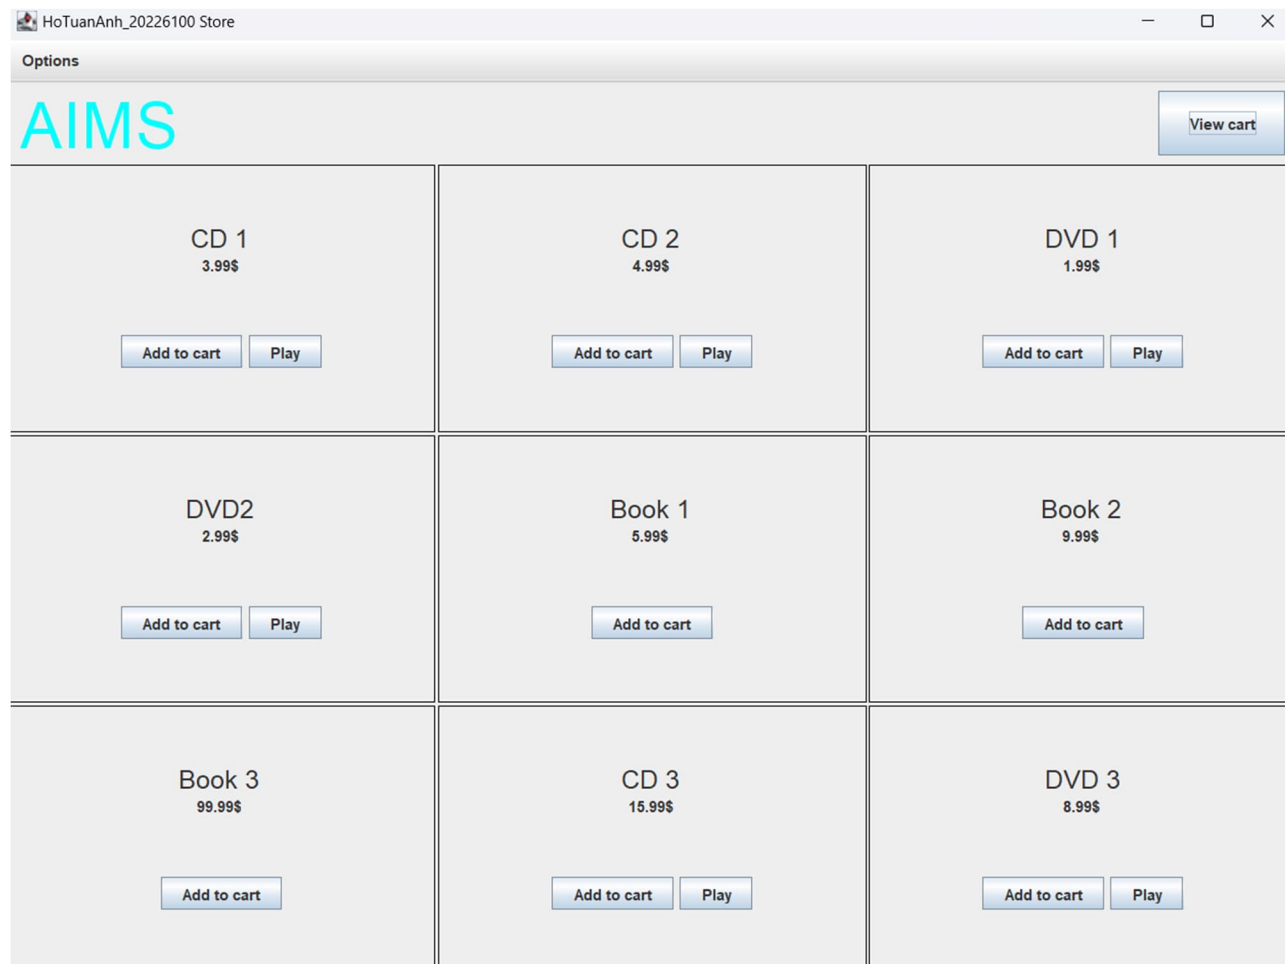 HoTuanAnh_20226100 Store
Options
AIMS
View cart
CD 1
3.99$
Add to cart Play
CD 2
4.99$
Add to cart Play
DVD 1
1.99$
Add to cart Play
DVD2
2.99$
Add to cart Play
Book 1
5.99$
Add to cart
Book 2
9.99$
Add to cart
Book 3
99.99$
Add to cart
CD 3
15.99$
Add to cart Play
DVD 3
8.99$
Add to cart Play